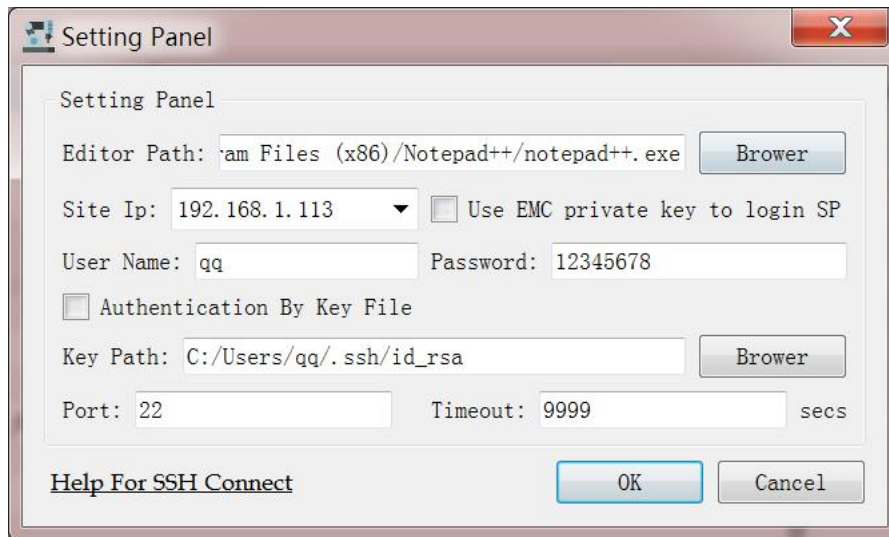 Setting Panel
Setting Panel
Editor Path: ram Files (x86)/Notepad++/notepad++.exe Brower
Site Ip: 192.168.1.113 Use EMC private key to login SP
User Name: qq Password: 12345678
Authentication By Key File
Key Path: C:/Users/qq/.ssh/id_rsa Brower
Port: 22 Timeout: 9999 secs
Help For SSH Connect OK Cancel